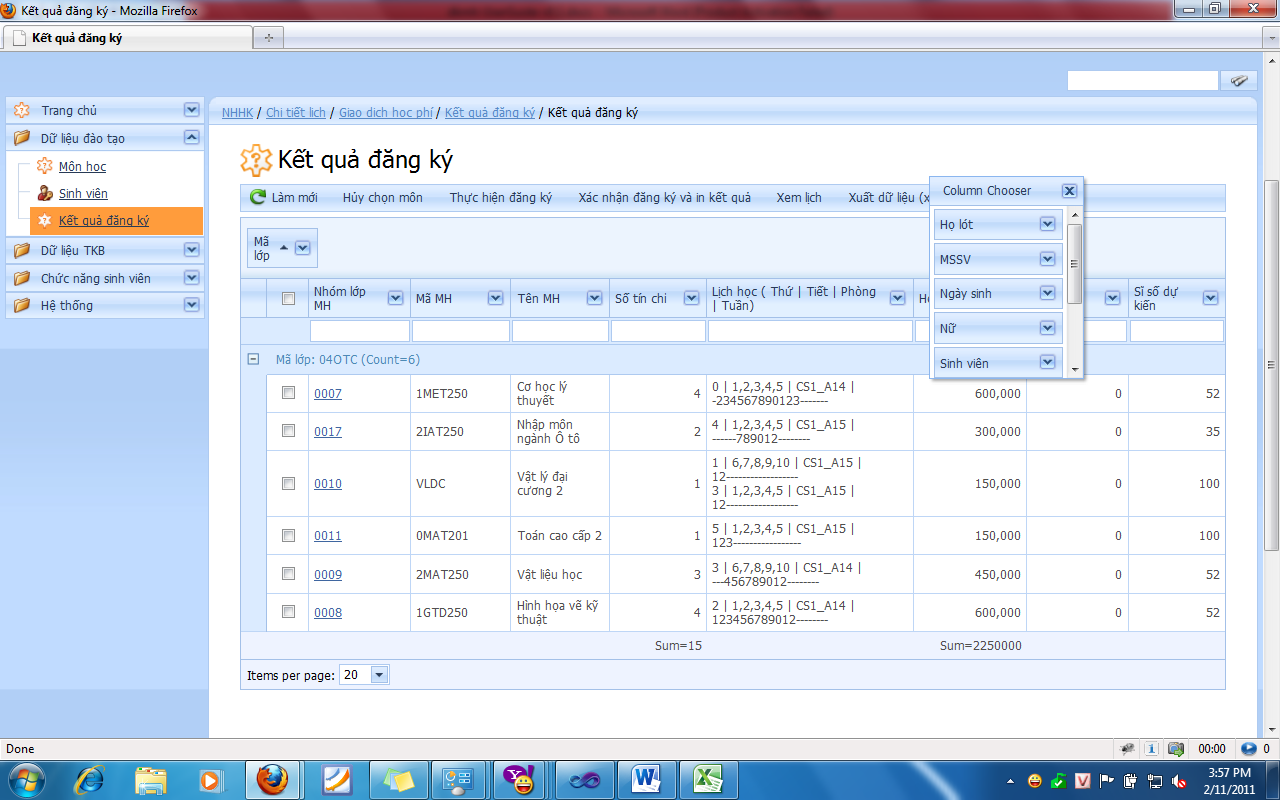 Kết quả đăng ký - Mozilla Firefox
Kết quả đăng ký
Trang chủ
Dữ liệu đào tạo
Môn học
Sinh viên
Kết quả đăng ký
Dữ liệu TKB
Chức năng sinh viên
Hệ thống
NHHK / Chi tiết lịch / Giao dịch học phí / Kết quả đăng ký / Kết quả đăng ký
Kết quả đăng ký
Làm mới Hủy chọn môn Thực hiện đăng ký Xác nhận đăng ký và in kết quả Xem lịch Xuất dữ liệu (x
Column Chooser
Họ lót
MSSV
Ngày sinh
Nữ
Sinh viên
Mã
lớp
Nhóm lớp
MH
Mã MH
Tên MH
Số tín chỉ
Lịch học ( Thứ | Tiết | Phòng
| Tuần)
Sĩ số dự
kiến
Mã lớp: 04OTC (Count=6)
0007
1MET250
Cơ học lý
thuyết
4
0 | 1,2,3,4,5 | CS1_A14 |
-234567890123-------
600,000
0
52
0017
2IAT250
Nhập môn
ngành Ô tô
2
4 | 1,2,3,4,5 | CS1_A15 |
------789012--------
300,000
0
35
0010
VLDC
Vật lý đại
cương 2
1
1 | 6,7,8,9,10 | CS1_A15 |
12------------------
3 | 1,2,3,4,5 | CS1_A15 |
12------------------
150,000
0
100
0011
0MAT201
Toán cao cấp 2
1
5 | 1,2,3,4,5 | CS1_A15 |
123-----------------
150,000
0
100
0009
2MAT250
Vật liệu học
3
3 | 6,7,8,9,10 | CS1_A14 |
---456789012--------
450,000
0
52
0008
1GTD250
Hình họa vẽ kỹ
thuật
4
2 | 1,2,3,4,5 | CS1_A14 |
123456789012--------
600,000
0
52
Sum=15
Sum=2250000
Items per page: 20
Done
00:00
0
3:57 PM
2/11/2011